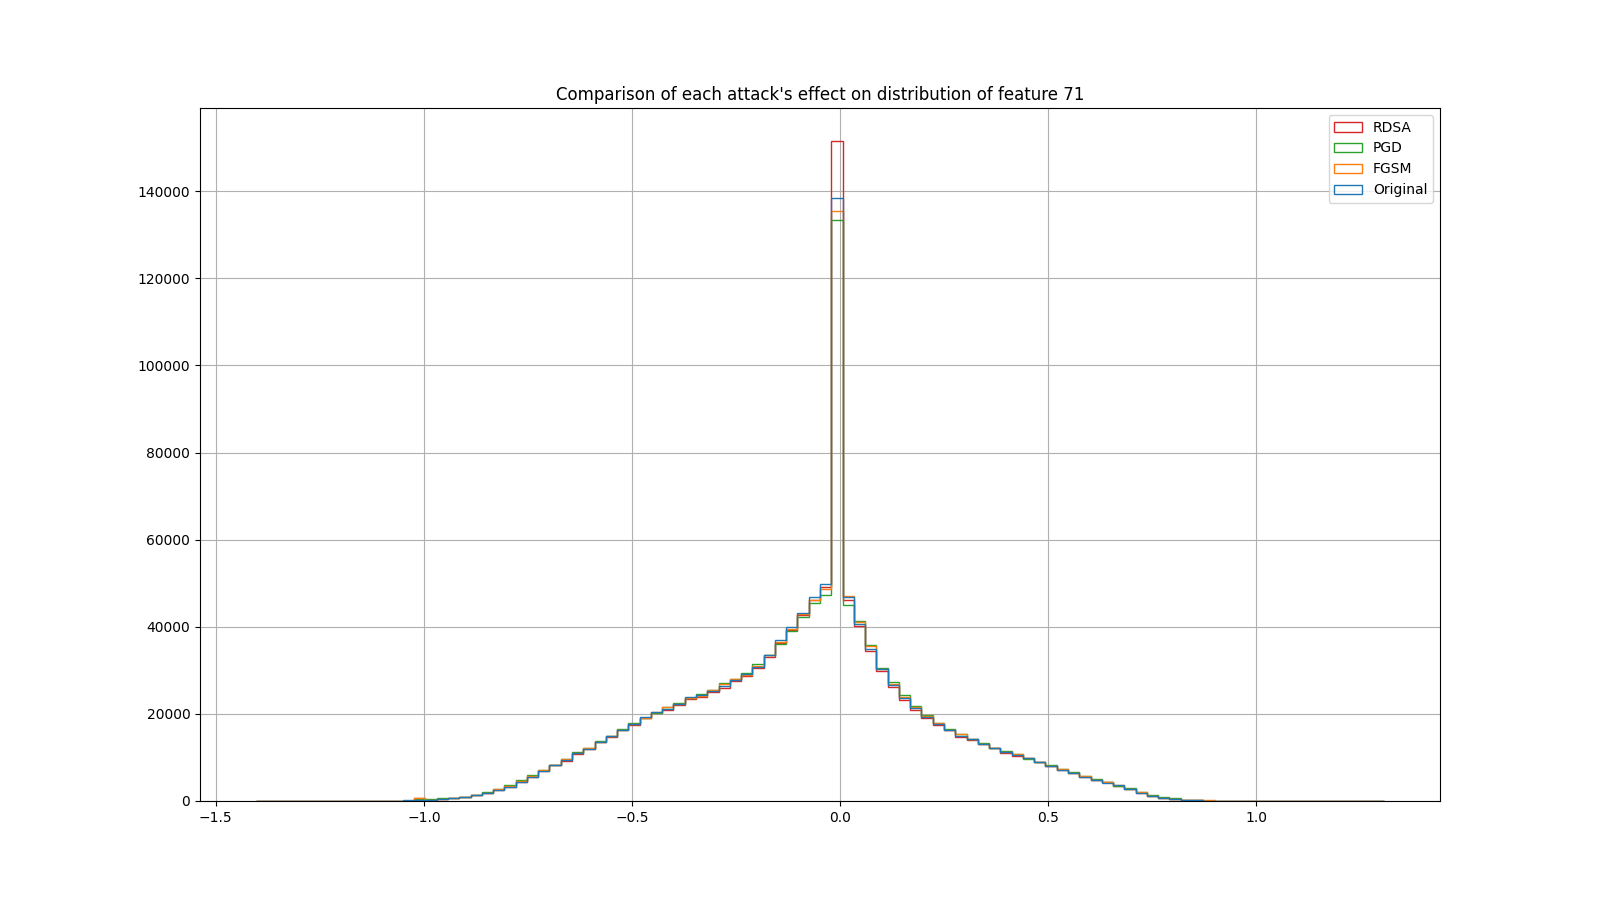 Comparison of each attack's effect on distribution of feature 71
RDSA
PGD
FGSM
Original
140000
120000
100000
80000
60000
40000
20000
0
−1.5 −1.0 −0.5 0.0 0.5 1.0